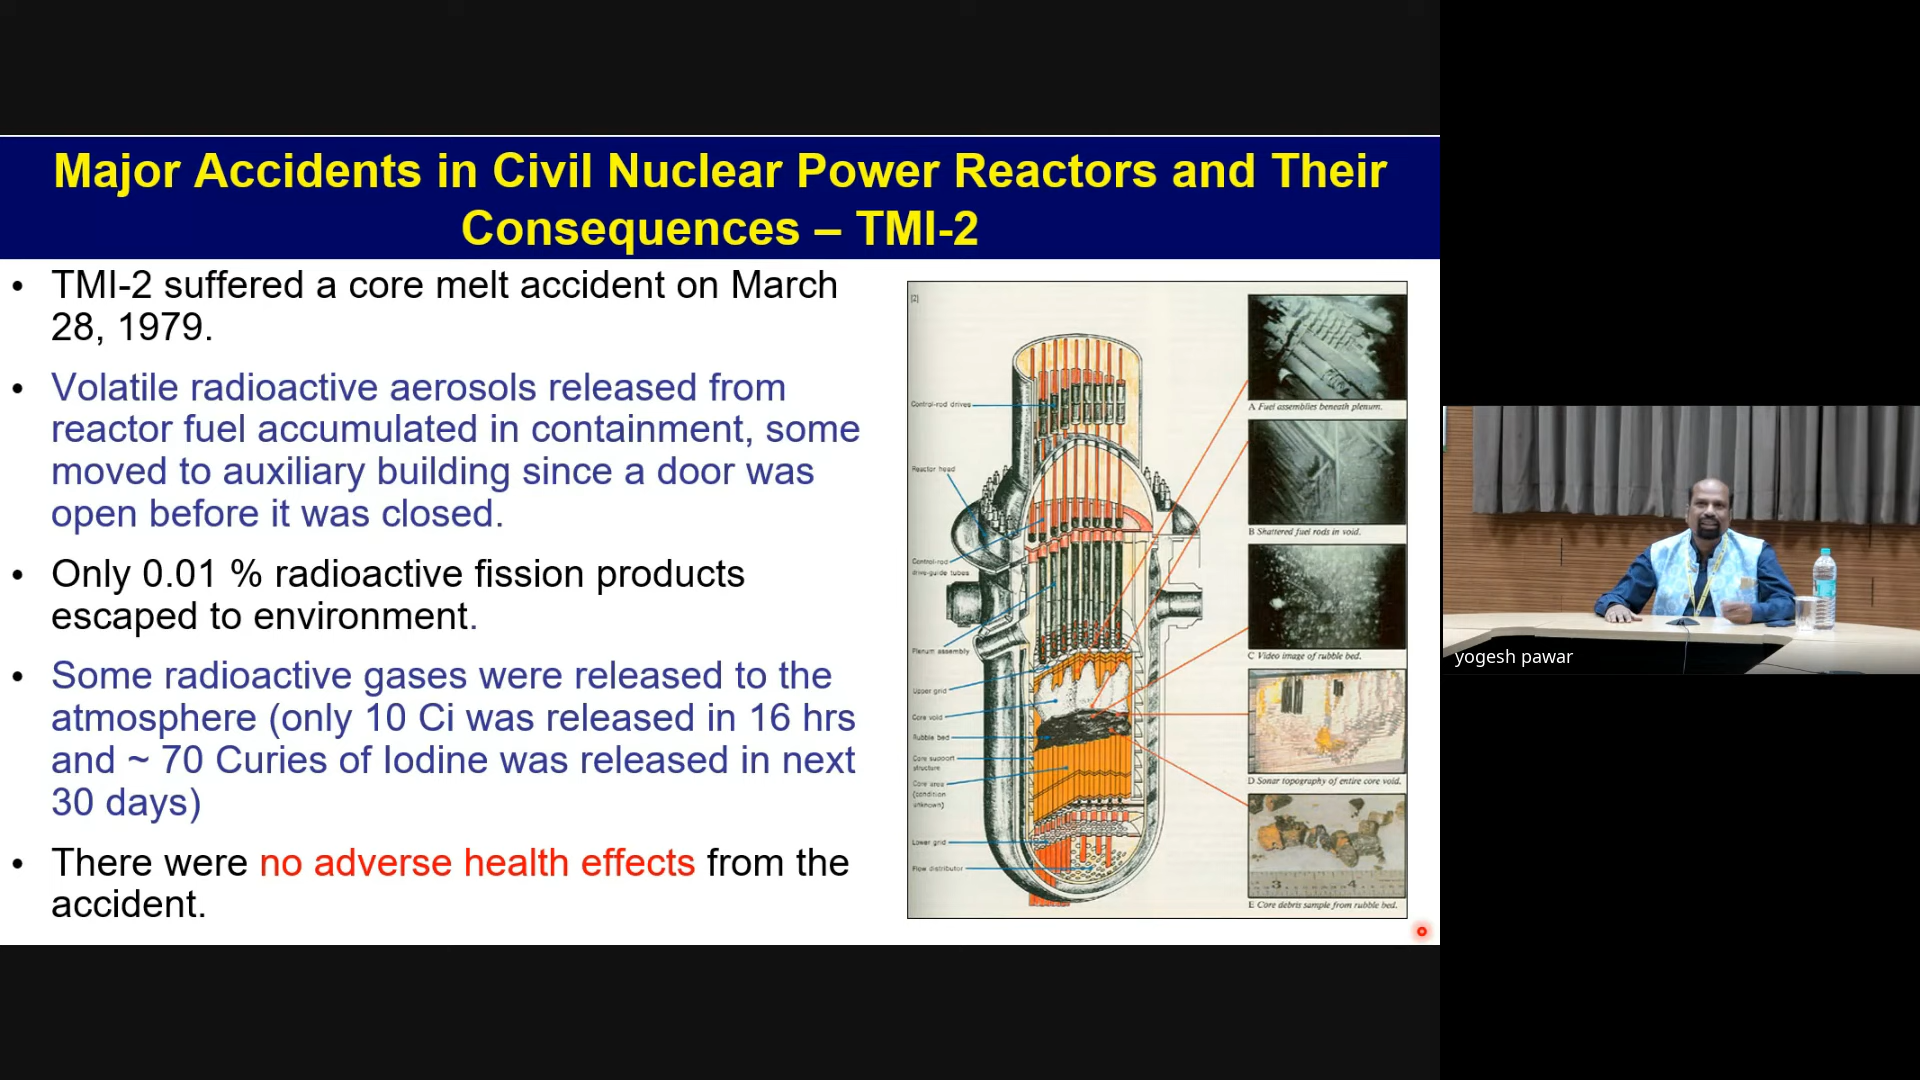 Major Accidents in Civil Nuclear Power Reactors and Their
Consequences – TMI-2
• TMI-2 suffered a core melt accident on March
28, 1979.
• Volatile radioactive aerosols released from
reactor fuel accumulated in containment, some
moved to auxiliary building since a door was
open before it was closed.
• Only 0.01 % radioactive fission products
escaped to environment.
• Some radioactive gases were released to the
atmosphere (only 10 Ci was released in 16 hrs
and ~ 70 Curies of Iodine was released in next
30 days)
• There were no adverse health effects from the
accident.
[2]
Control-rod drives
Reactor head
Control-rod
drive-guide tubes
Plenum assembly
Upper grid
Core void
Rubble bed
Core support
structure
Core area
(condition
unknown)
Lower grid
Flow distributor
A Fuel assemblies beneath plenum.
B Shattered fuel rods in void.
C Video image of rubble bed.
D Sonar topography of entire core void.
3 4
E Core debris sample from rubble bed.
yogesh pawar